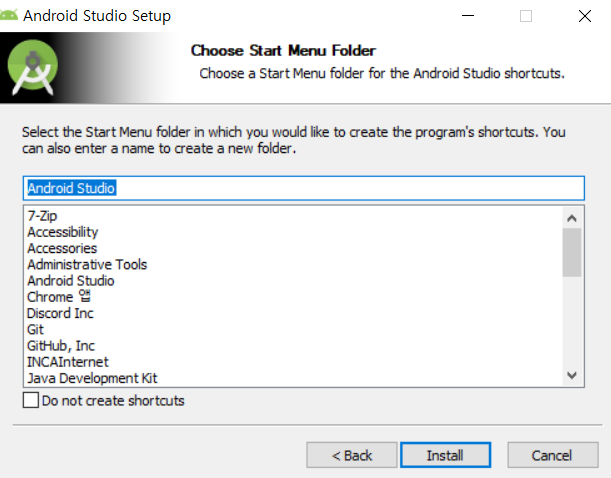 Android Studio Setup
Choose Start Menu Folder
Choose a Start Menu folder for the Android Studio shortcuts.
Select the Start Menu folder in which you would like to create the program's shortcuts. You
can also enter a name to create a new folder.
Android Studio
7-Zip
Accessibility
Accessories
Administrative Tools
Android Studio
Chrome 앱
Discord Inc
Git
GitHub, Inc
INCAInternet
Java Development Kit
Do not create shortcuts
< Back Install Cancel